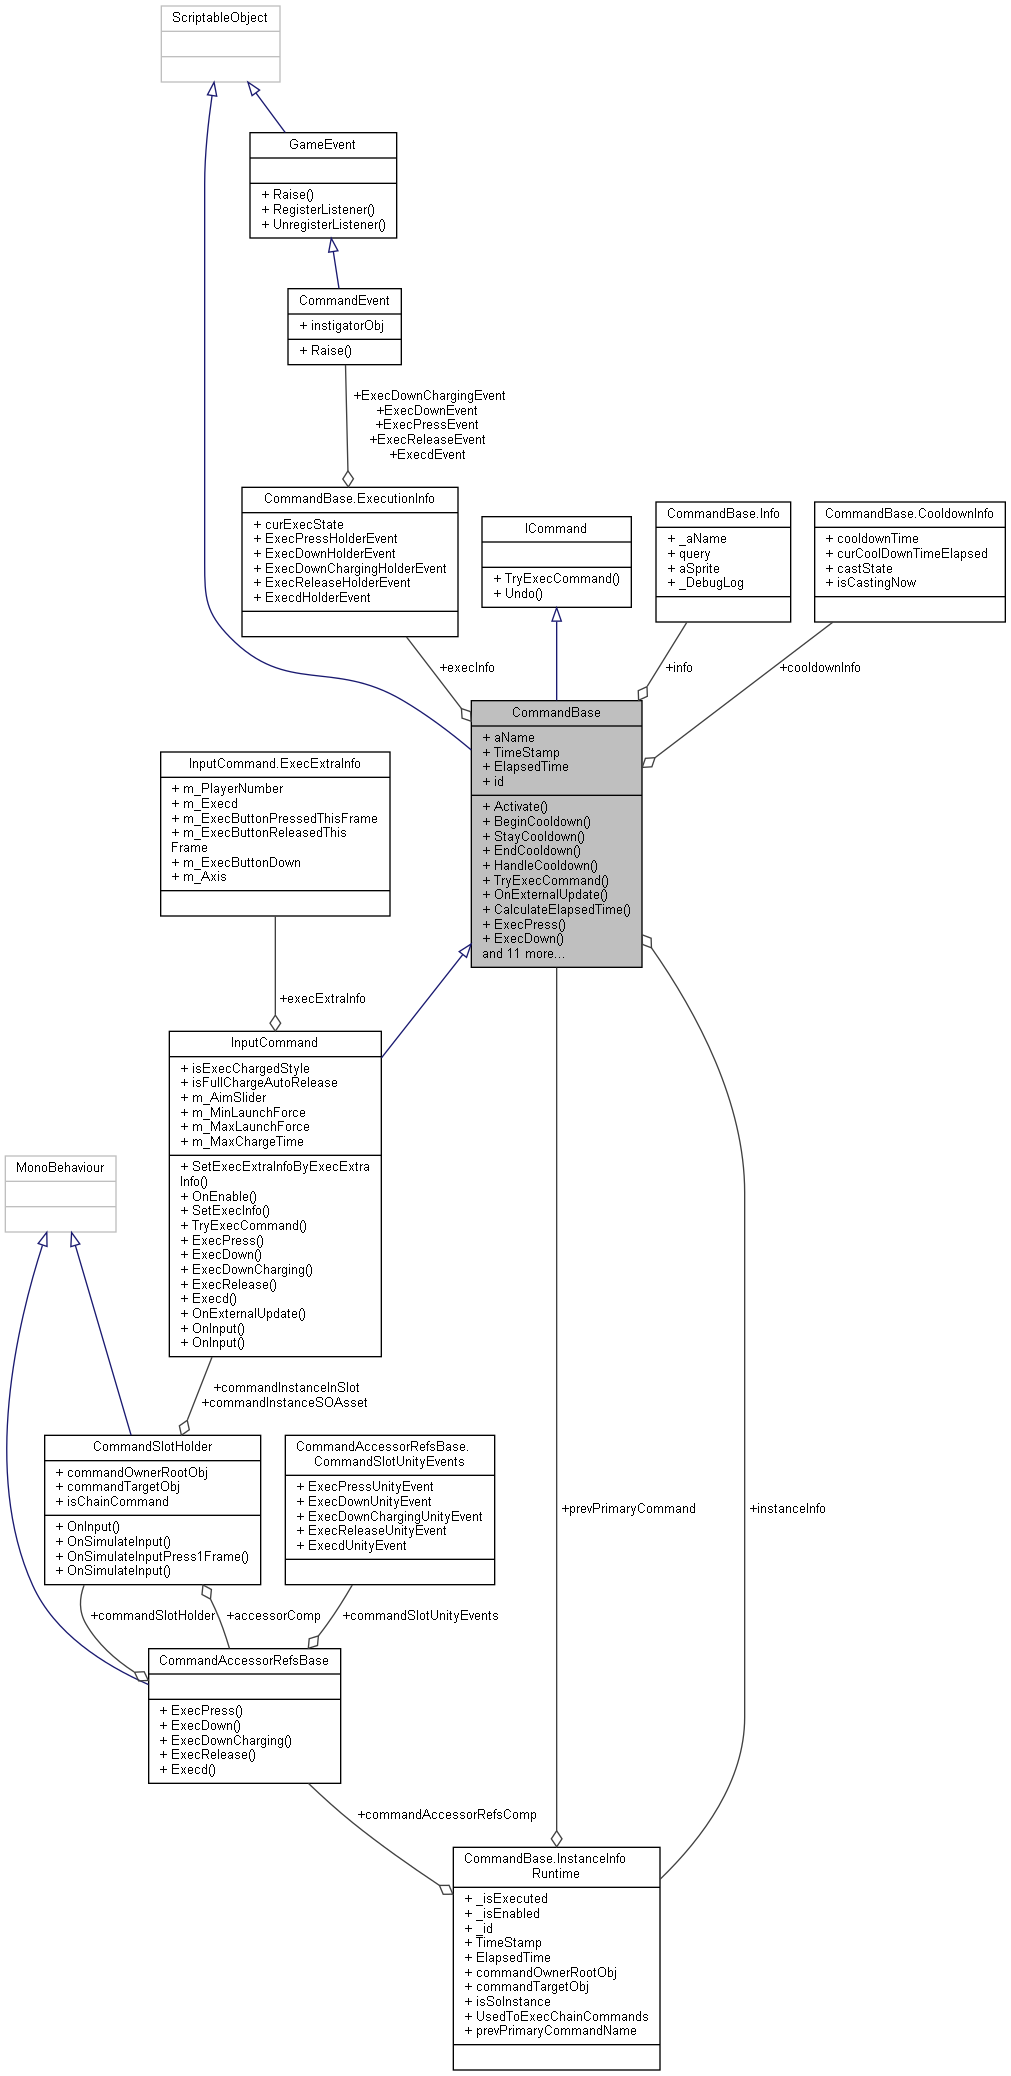 ScriptableObject
GameEvent
+ Raise()
+ RegisterListener()
+ UnregisterListener()
CommandEvent
+ instigatorObj
+ Raise()
+ExecDownChargingEvent
+ExecDownEvent
+ExecPressEvent
+ExecReleaseEvent
+ExecdEvent
CommandBase.ExecutionInfo
+ curExecState
+ ExecPressHolderEvent
+ ExecDownHolderEvent
+ ExecDownChargingHolderEvent
+ ExecReleaseHolderEvent
+ ExecdHolderEvent
ICommand
+ TryExecCommand()
+ Undo()
CommandBase.Info
+ _aName
+ query
+ aSprite
+ _DebugLog
CommandBase.CooldownInfo
+ cooldownTime
+ curCoolDownTimeElapsed
+ castState
+ isCastingNow
+execInfo
+info
+cooldownInfo
CommandBase
+ aName
+ TimeStamp
+ ElapsedTime
+ id
+ Activate()
+ BeginCooldown()
+ StayCooldown()
+ EndCooldown()
+ HandleCooldown()
+ TryExecCommand()
+ OnExternalUpdate()
+ CalculateElapsedTime()
+ ExecPress()
+ ExecDown()
and 11 more...
InputCommand.ExecExtraInfo
+ m_PlayerNumber
+ m_Execd
+ m_ExecButtonPressedThisFrame
+ m_ExecButtonReleasedThis
Frame
+ m_ExecButtonDown
+ m_Axis
+execExtraInfo
InputCommand
+ isExecChargedStyle
+ isFullChargeAutoRelease
+ m_AimSlider
+ m_MinLaunchForce
+ m_MaxLaunchForce
+ m_MaxChargeTime
+ SetExecExtraInfoByExecExtra
Info()
+ OnEnable()
+ SetExecInfo()
+ TryExecCommand()
+ ExecPress()
+ ExecDown()
+ ExecDownCharging()
+ ExecRelease()
+ Execd()
+ OnExternalUpdate()
+ OnInput()
+ OnInput()
MonoBehaviour
+commandInstanceInSlot
+commandInstanceSOAsset
CommandSlotHolder
+ commandOwnerRootObj
+ commandTargetObj
+ isChainCommand
+ OnInput()
+ OnSimulateInput()
+ OnSimulateInputPress1Frame()
+ OnSimulateInput()
CommandAccessorRefsBase.
CommandSlotUnityEvents
+ ExecPressUnityEvent
+ ExecDownUnityEvent
+ ExecDownChargingUnityEvent
+ ExecReleaseUnityEvent
+ ExecdUnityEvent
+prevPrimaryCommand
+instanceInfo
+commandSlotHolder
+accessorComp
+commandSlotUnityEvents
CommandAccessorRefsBase
+ ExecPress()
+ ExecDown()
+ ExecDownCharging()
+ ExecRelease()
+ Execd()
+commandAccessorRefsComp
CommandBase.InstanceInfo
Runtime
+ _isExecuted
+ _isEnabled
+ _id
+ TimeStamp
+ ElapsedTime
+ commandOwnerRootObj
+ commandTargetObj
+ isSoInstance
+ UsedToExecChainCommands
+ prevPrimaryCommandName